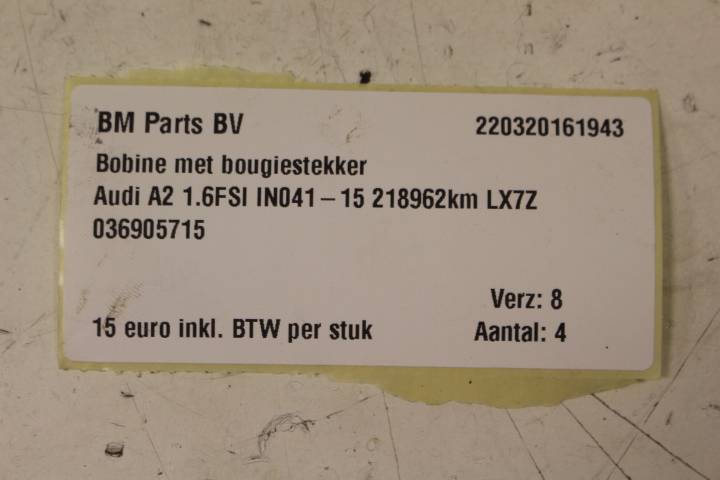 BM Parts BV 220320161943
Bobine met bougiestekker
Audi A2 1.6FSI IN041-15 218962km LX7Z
036905715
Verz: 8
15 euro inkl. BTW per stuk Aantal: 4